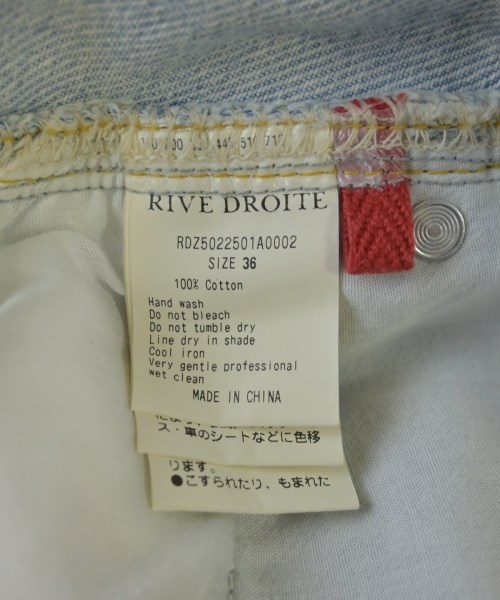 RIVE DROITE
RDZ5022501A0002
SIZE 36
100% Cotton
Hand wash
Do not bleach
Do not tumble dry
Line dry in shade
Cool iron
Very gentle professional
wet clean
MADE IN CHINA
ス・車のシートなどに色移
ります。
●こすられたり、もまれた